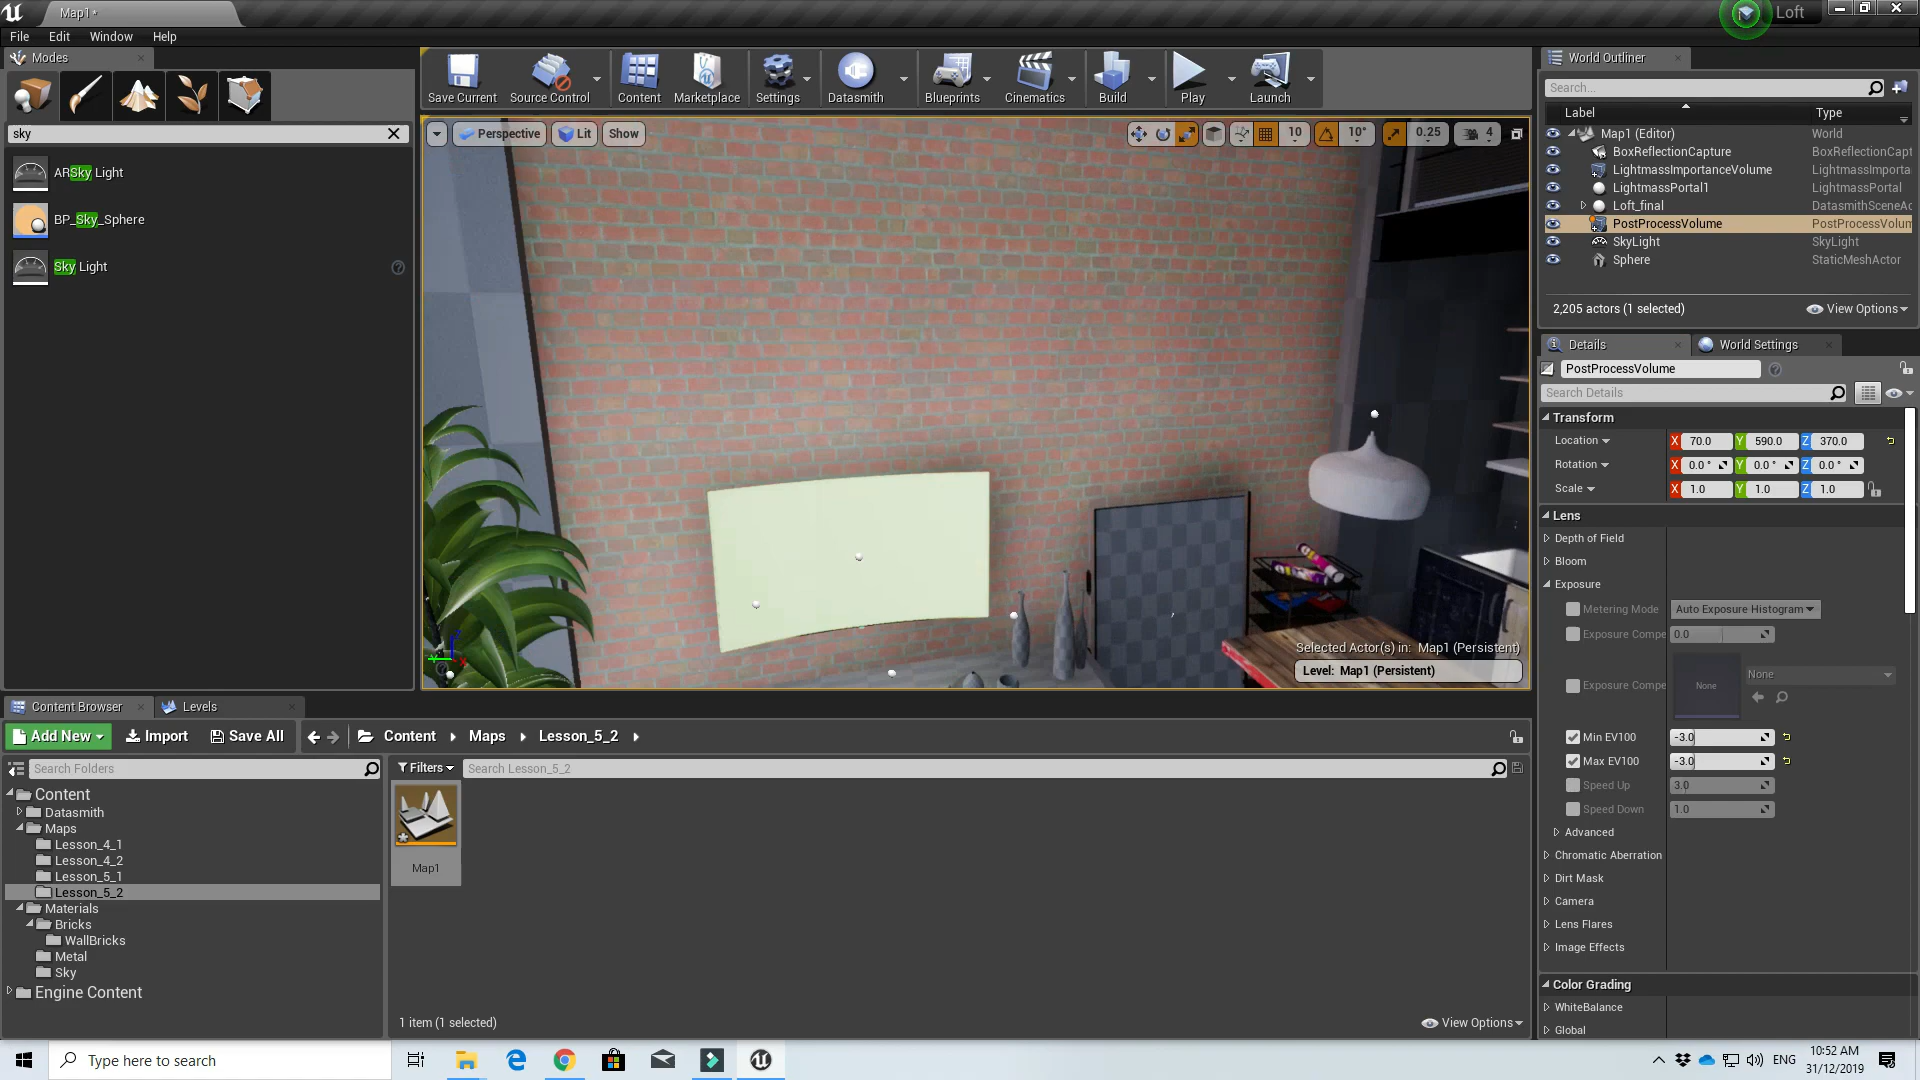 Map1*
Loft
File Edit Window Help
Modes
sky
ARSky Light
BP_Sky_Sphere
Sky Light
Save Current
Source Control
Content
Marketplace
Settings
Datasmith
Blueprints
Cinematics
Build
Play
Launch
Perspective Lit Show
10 10° 0.25 4
Selected Actor(s) in: Map1 (Persistent)
Level: Map1 (Persistent)
World Outliner
Search...
Label Type
Map1 (Editor) World
BoxReflectionCapture BoxReflectionCapt
LightmassImportanceVolume LightmassImporta
LightmassPortal1 LightmassPortal
Loft_final DatasmithSceneAc
PostProcessVolume PostProcessVolum
SkyLight SkyLight
Sphere StaticMeshActor
2,205 actors (1 selected) View Options
Details World Settings
PostProcessVolume
Search Details
Transform
Location X 70.0 Y 590.0 Z 370.0
Rotation X 0.0 ° Y 0.0 ° Z 0.0 °
Scale X 1.0 Y 1.0 Z 1.0
Lens
Depth of Field
Bloom
Exposure
Metering Mode Auto Exposure Histogram
Exposure Compe 0.0
Exposure Compe None None
Min EV100 -3.0
Max EV100 -3.0
Speed Up 3.0
Speed Down 1.0
Advanced
Chromatic Aberration
Dirt Mask
Camera
Lens Flares
Image Effects
Color Grading
WhiteBalance
Global
Content Browser Levels
Add New Import Save All Content Maps Lesson_5_2
Search Folders
Filters Search Lesson_5_2
Content
Datasmith
Maps
Lesson_4_1
Lesson_4_2
Lesson_5_1
Lesson_5_2
Materials
Bricks
WallBricks
Metal
Sky
Engine Content
Map1
1 item (1 selected) View Options
Type here to search
ENG
10:52 AM
31/12/2019